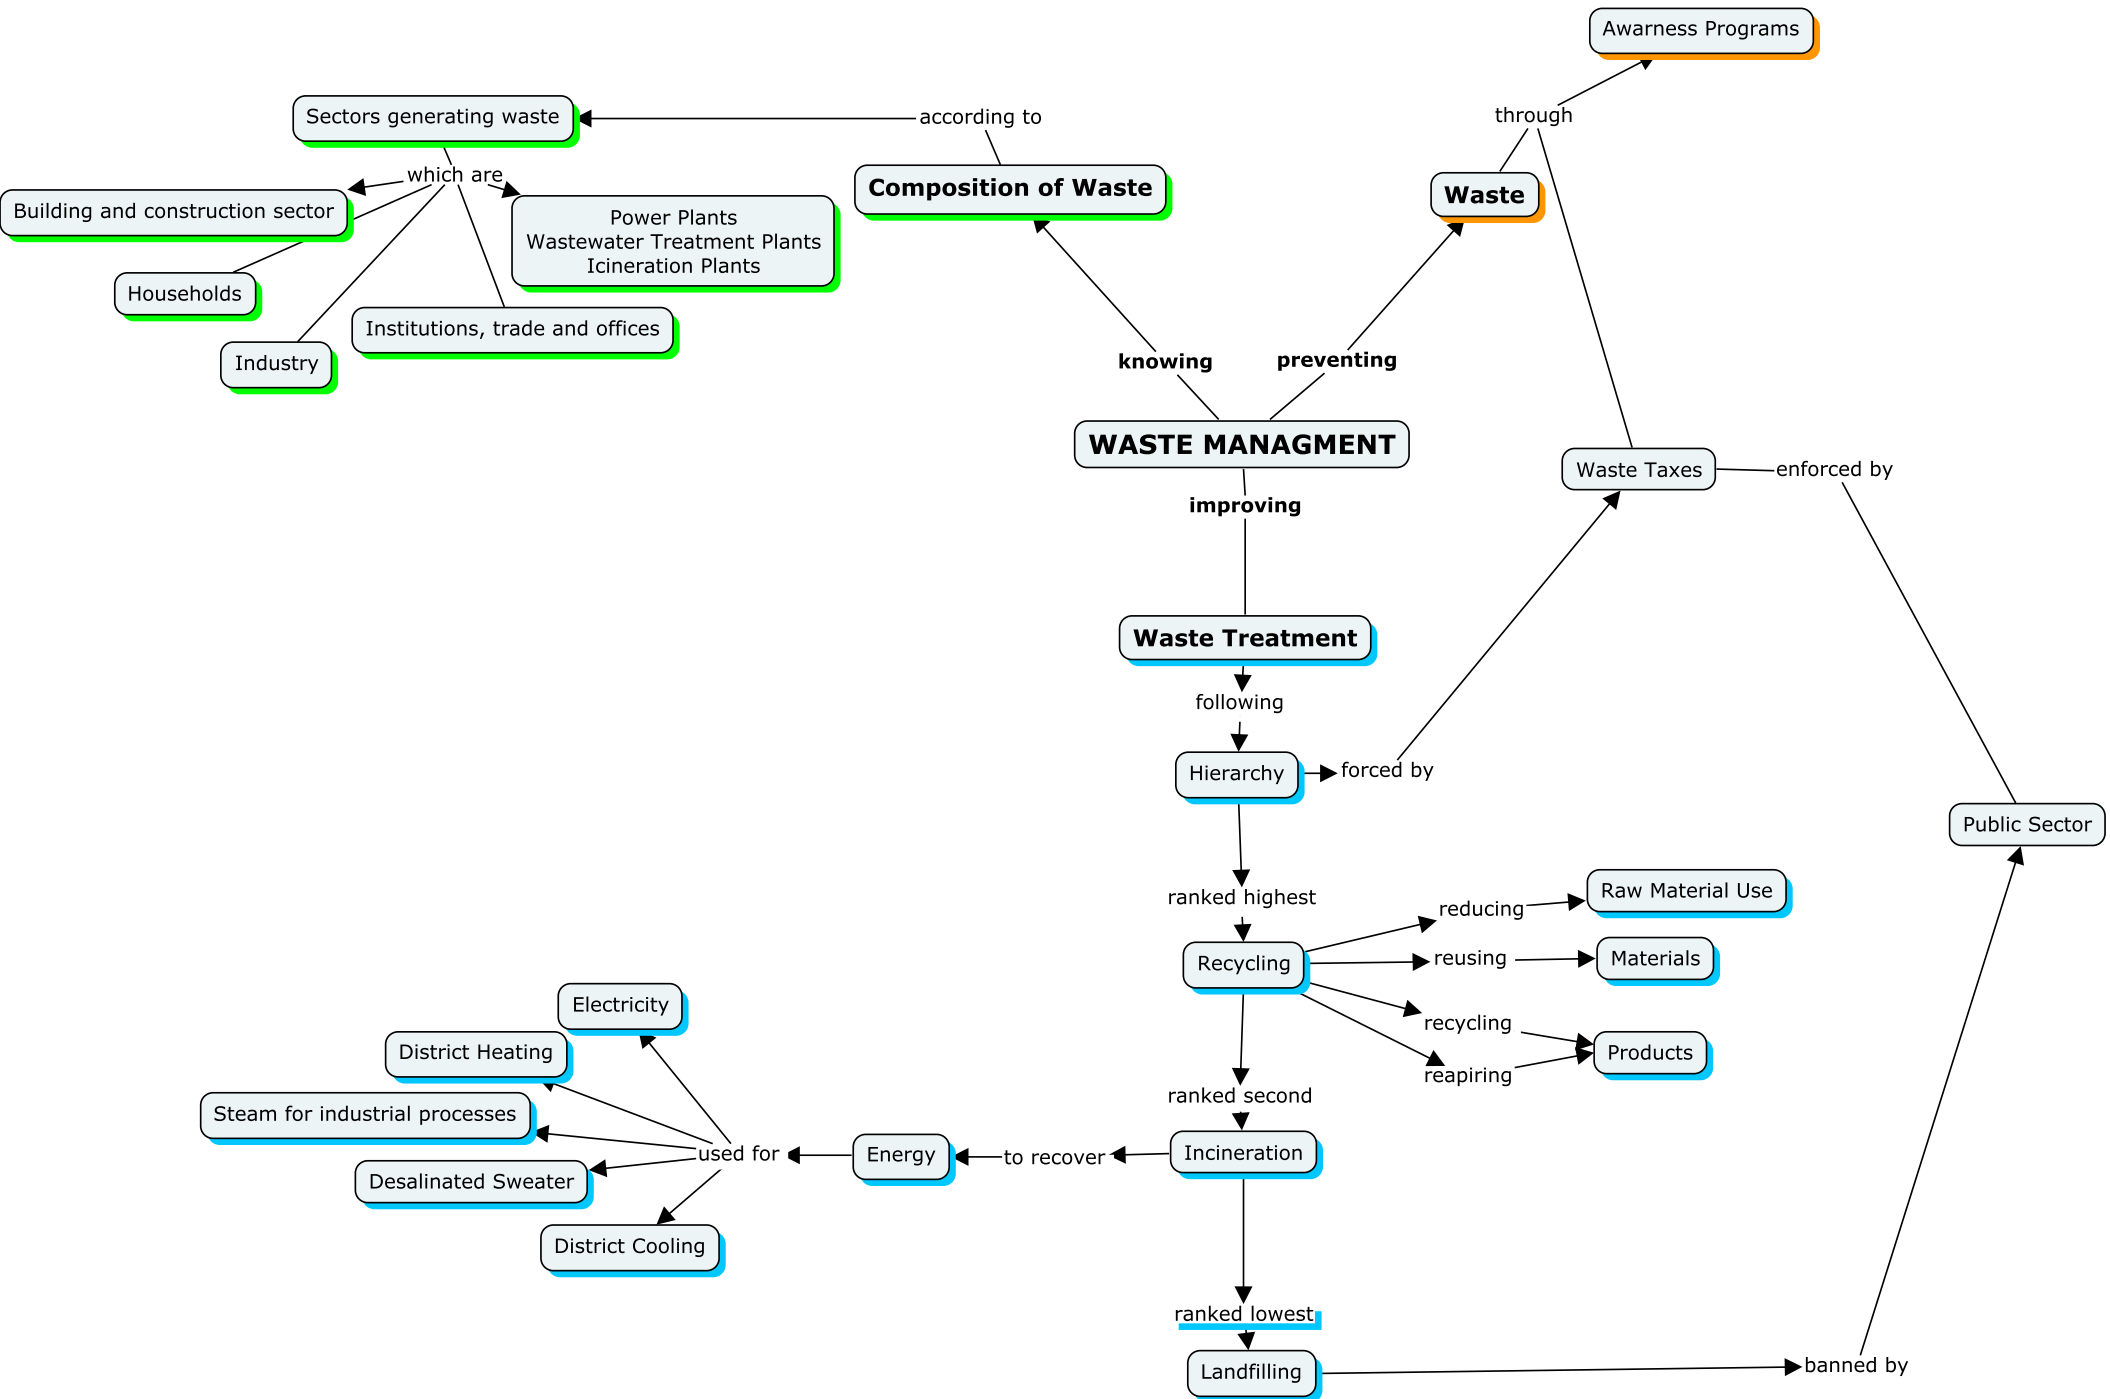 Awarness Programs
through
Sectors generating waste
according to
which are
Composition of Waste
Waste
Building and construction sector
Power Plants
Wastewater Treatment Plants
Icineration Plants
Households
Institutions, trade and offices
Industry
knowing
preventing
WASTE MANAGMENT
Waste Taxes
enforced by
improving
Waste Treatment
following
Hierarchy
forced by
Public Sector
ranked highest
Raw Material Use
reducing
Recycling
reusing
Materials
recycling
Products
reapiring
Electricity
District Heating
Steam for industrial processes
ranked second
used for
Energy
to recover
Incineration
Desalinated Sweater
District Cooling
ranked lowest
Landfilling
banned by